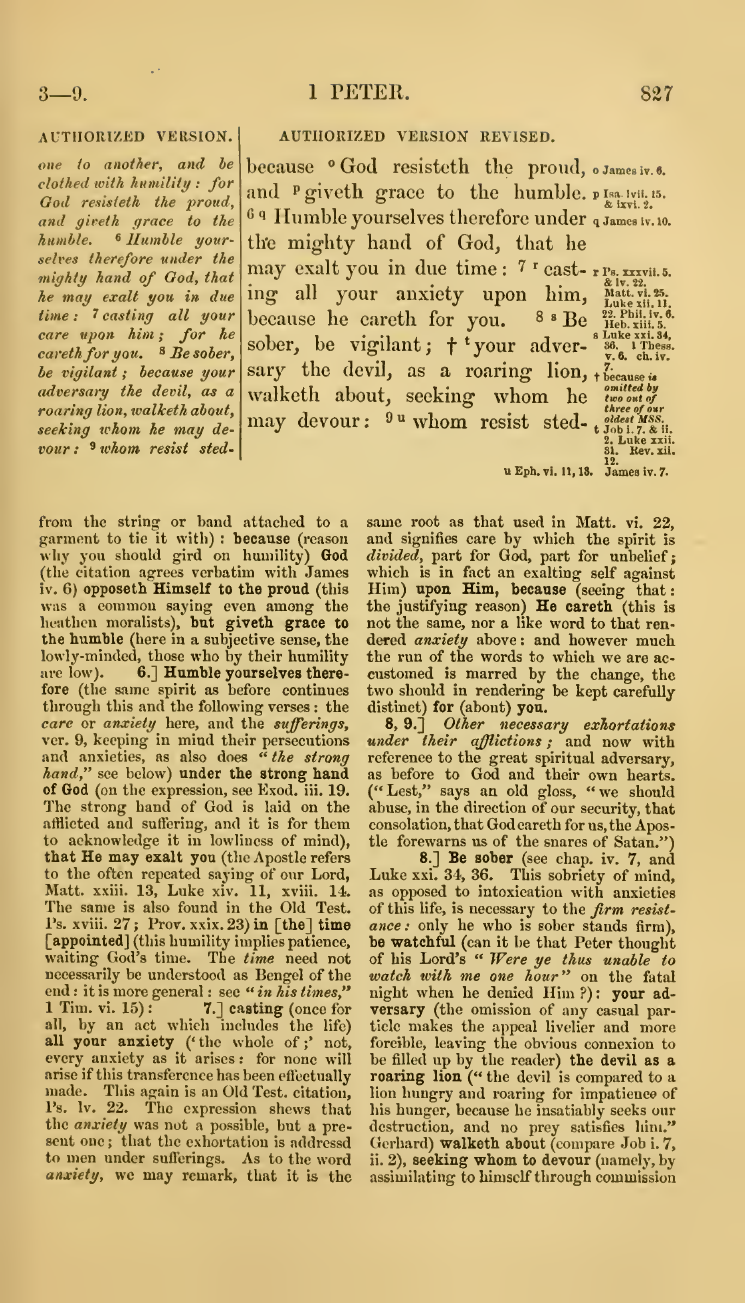 3—9.
1 PETER.
827
AUTHORIZED VERSION.
one to another, and be
clothed with humility: for
God resisteth the proud,
and giveth grace to the
humble. 6 Humble your-
selves therefore under the
mighty hand of God, that
he may exalt you in due
time: 7 casting all your
care upon him; for he
careth for you. 8 Be sober,
be vigilant; because your
adversary the devil, as a
roaring lion, walketh about,
seeking whom he may de-
vour: 9 whom resist sted-
AUTHORIZED VERSION REVISED.
because o God resisteth the proud,
and p giveth grace to the humble.
6 q Humble yourselves therefore under
the mighty hand of God, that he
may exalt you in due time: 7 r cast-
ing all your anxiety upon him,
because he careth for you. 8 s Be
sober, be vigilant; † t your adver-
sary the devil, as a roaring lion,
walketh about, seeking whom he
may devour: 9 u whom resist sted-
o James iv. 6.
p Isa. lvii. 15.
& lxvi. 2.
q James iv. 10.
r Ps. xxxvii. 5.
& lv. 22.
Matt. vi. 25.
Luke xii. 11.
22. Phil. iv. 6.
Heb. xiii. 5.
s Luke xxi. 34,
36. 1 Thess.
v. 6. ch. iv.
7.
† because is
omitted by
two out of
three of our
oldest MSS.
t Job i. 7. & ii.
2. Luke xxii.
31. Rev. xii.
12.
u Eph. vi. 11, 13. James iv. 7.
from the string or band attached to a
garment to tie it with): because (reason
why you should gird on humility) God
(the citation agrees verbatim with James
iv. 6) opposeth Himself to the proud (this
was a common saying even among the
heathen moralists), but giveth grace to
the humble (here in a subjective sense, the
lowly-minded, those who by their humility
are low). 6.] Humble yourselves there-
fore (the same spirit as before continues
through this and the following verses: the
care or anxiety here, and the sufferings,
ver. 9, keeping in mind their persecutions
and anxieties, as also does "the strong
hand," see below) under the strong hand
of God (on the expression, see Exod. iii. 19.
The strong hand of God is laid on the
afflicted and suffering, and it is for them
to acknowledge it in lowliness of mind),
that He may exalt you (the Apostle refers
to the often repeated saying of our Lord,
Matt. xxiii. 13, Luke xiv. 11, xviii. 14.
The same is also found in the Old Test.
Ps. xviii. 27; Prov. xxix. 23) in [the] time
[appointed] (this humility implies patience,
waiting God's time. The time need not
necessarily be understood as Bengel of the
end: it is more general: see "in his times,"
1 Tim. vi. 15): 7.] casting (once for
all, by an act which includes the life)
all your anxiety ('the whole of;' not,
every anxiety as it arises: for none will
arise if this transference has been effectually
made. This again is an Old Test. citation,
Ps. lv. 22. The expression shews that
the anxiety was not a possible, but a pre-
sent one; that the exhortation is addressd
to men under sufferings. As to the word
anxiety, we may remark, that it is the
same root as that used in Matt. vi. 22,
and signifies care by which the spirit is
divided, part for God, part for unbelief;
which is in fact an exalting self against
Him) upon Him, because (seeing that:
the justifying reason) He careth (this is
not the same, nor a like word to that ren-
dered anxiety above: and however much
the run of the words to which we are ac-
customed is marred by the change, the
two should in rendering be kept carefully
distinct) for (about) you.
8, 9.] Other necessary exhortations
under their afflictions; and now with
reference to the great spiritual adversary,
as before to God and their own hearts.
("Lest," says an old gloss, "we should
abuse, in the direction of our security, that
consolation, that God careth for us, the Apos-
tle forewarns us of the snares of Satan.")
8.] Be sober (see chap. iv. 7, and
Luke xxi. 34, 36. This sobriety of mind,
as opposed to intoxication with anxieties
of this life, is necessary to the firm resist-
ance: only he who is sober stands firm),
be watchful (can it be that Peter thought
of his Lord's "Were ye thus unable to
watch with me one hour" on the fatal
night when he denied Him?): your ad-
versary (the omission of any casual par-
ticle makes the appeal livelier and more
forcible, leaving the obvious connexion to
be filled up by the reader) the devil as a
roaring lion ("the devil is compared to a
lion hungry and roaring for impatience of
his hunger, because he insatiably seeks our
destruction, and no prey satisfies him."
Gerhard) walketh about (compare Job i. 7,
ii. 2), seeking whom to devour (namely, by
assimilating to himself through commission